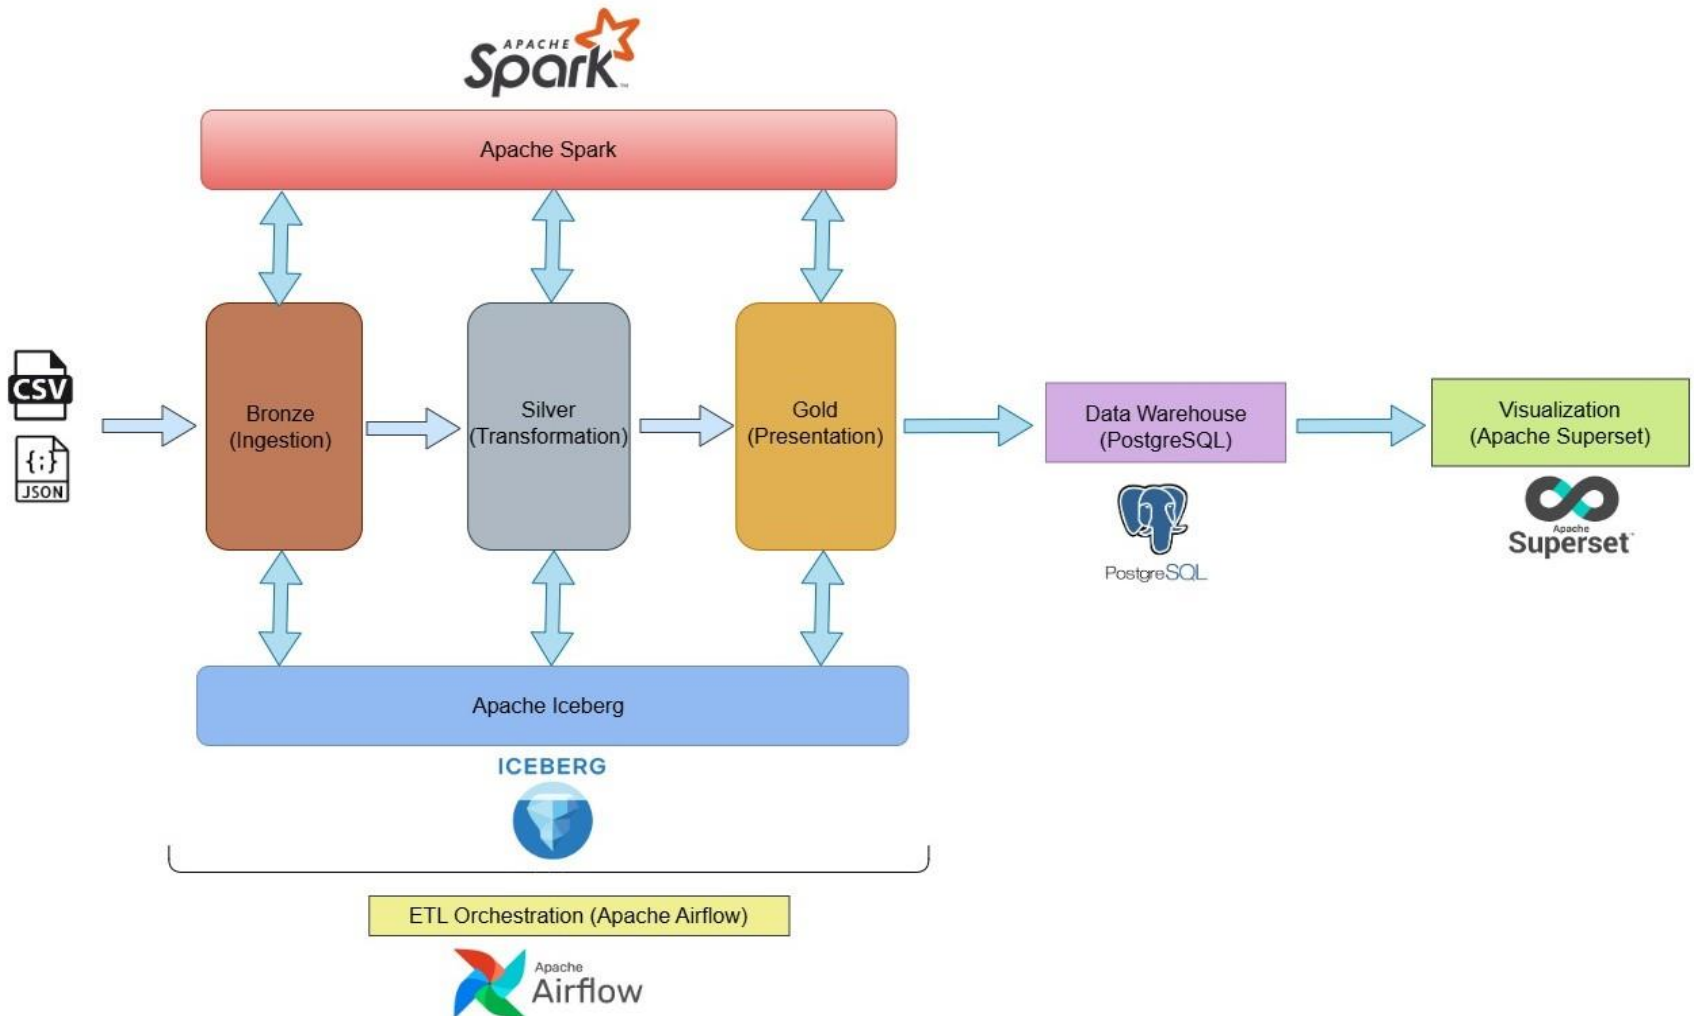 APACHE
Spark
Apache Spark
CSV
{;}
JSON
Bronze
(Ingestion)
Silver
(Transformation)
Gold
(Presentation)
Data Warehouse
(PostgreSQL)
PostgreSQL
Visualization
(Apache Superset)
Apache
Superset
Apache Iceberg
ICEBERG
ETL Orchestration (Apache Airflow)
Apache
Airflow